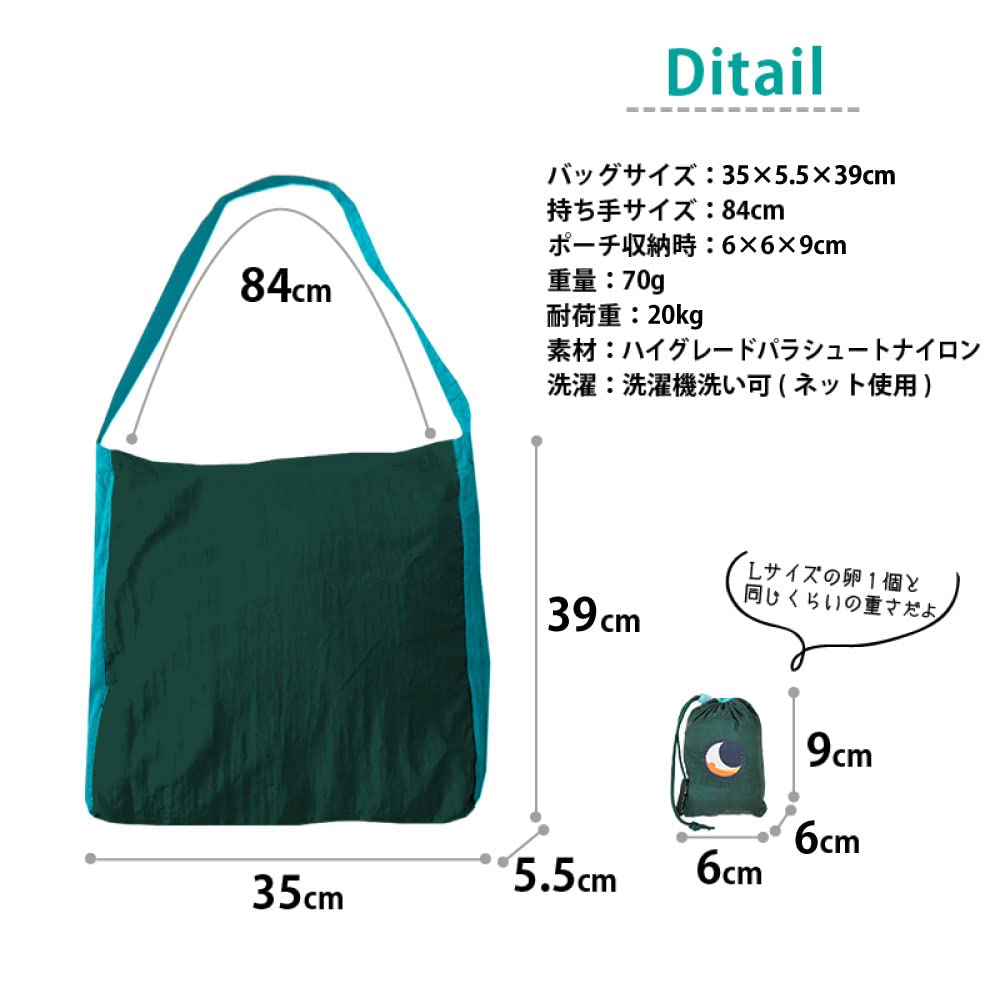 Ditail
バッグサイズ：35×5.5×39cm
持ち手サイズ：84cm
ポーチ収納時：6×6×9cm
重量：70g
耐荷重：20kg
素材：ハイグレードパラシュートナイロン
洗濯：洗濯機洗い可 ( ネット使用 )
84cm
39cm
5.5cm
35cm
Lサイズの卵１個と
同じくらいの重さだよ
9cm
6cm
6cm